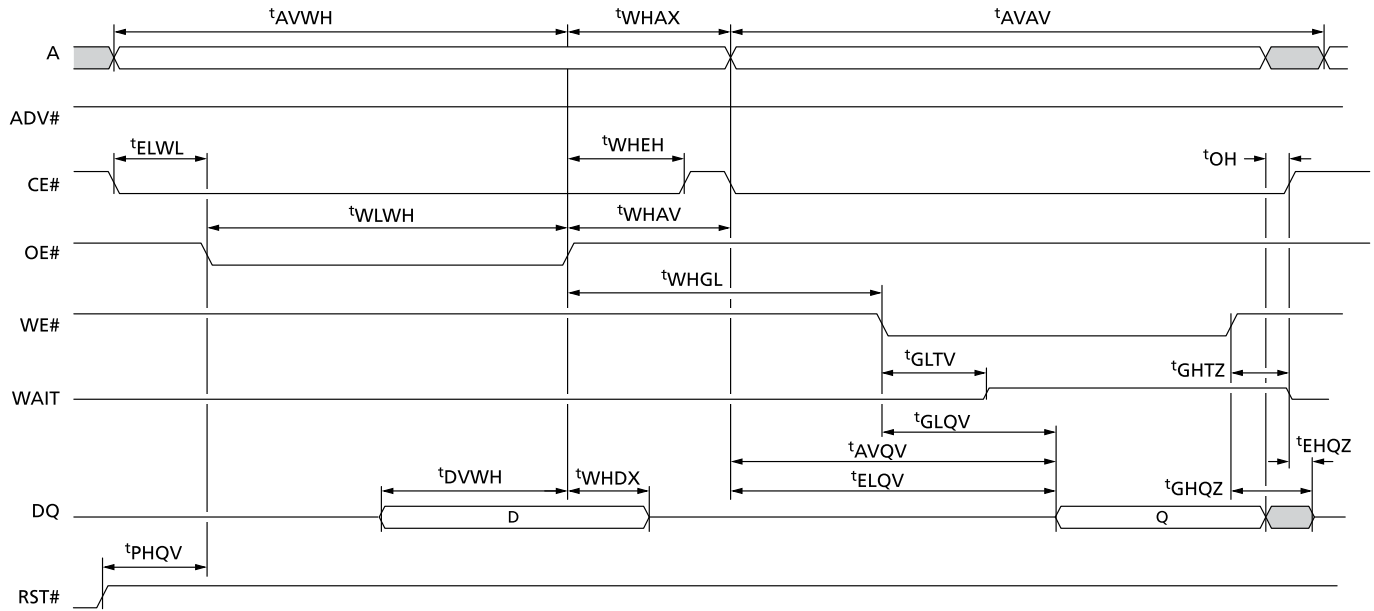 tAVWH tWHAX tAVAV
A
ADV#
tELWL tWHEH tOH
CE#
tWLWH tWHAV
OE#
tWHGL
WE#
tGLTV tGHTZ
WAIT
tGLQV
tAVQV tEHQZ
tDVWH tWHDX tELQV tGHQZ
DQ D Q
tPHQV
RST#